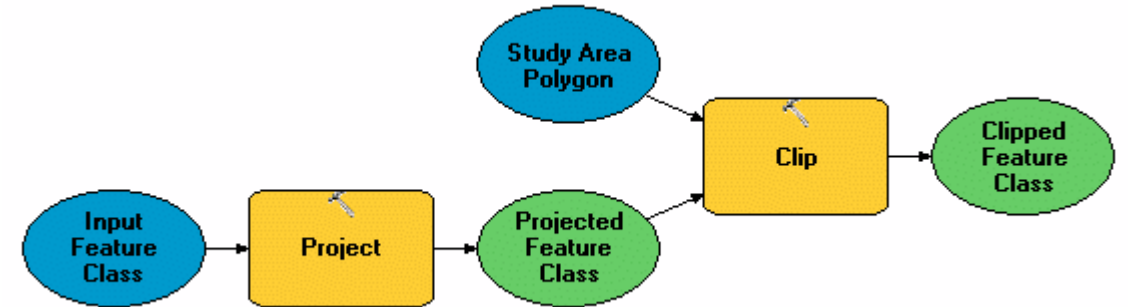 Study Area
Polygon
Clip
Clipped
Feature
Class
Input
Feature
Class
Project
Projected
Feature
Class